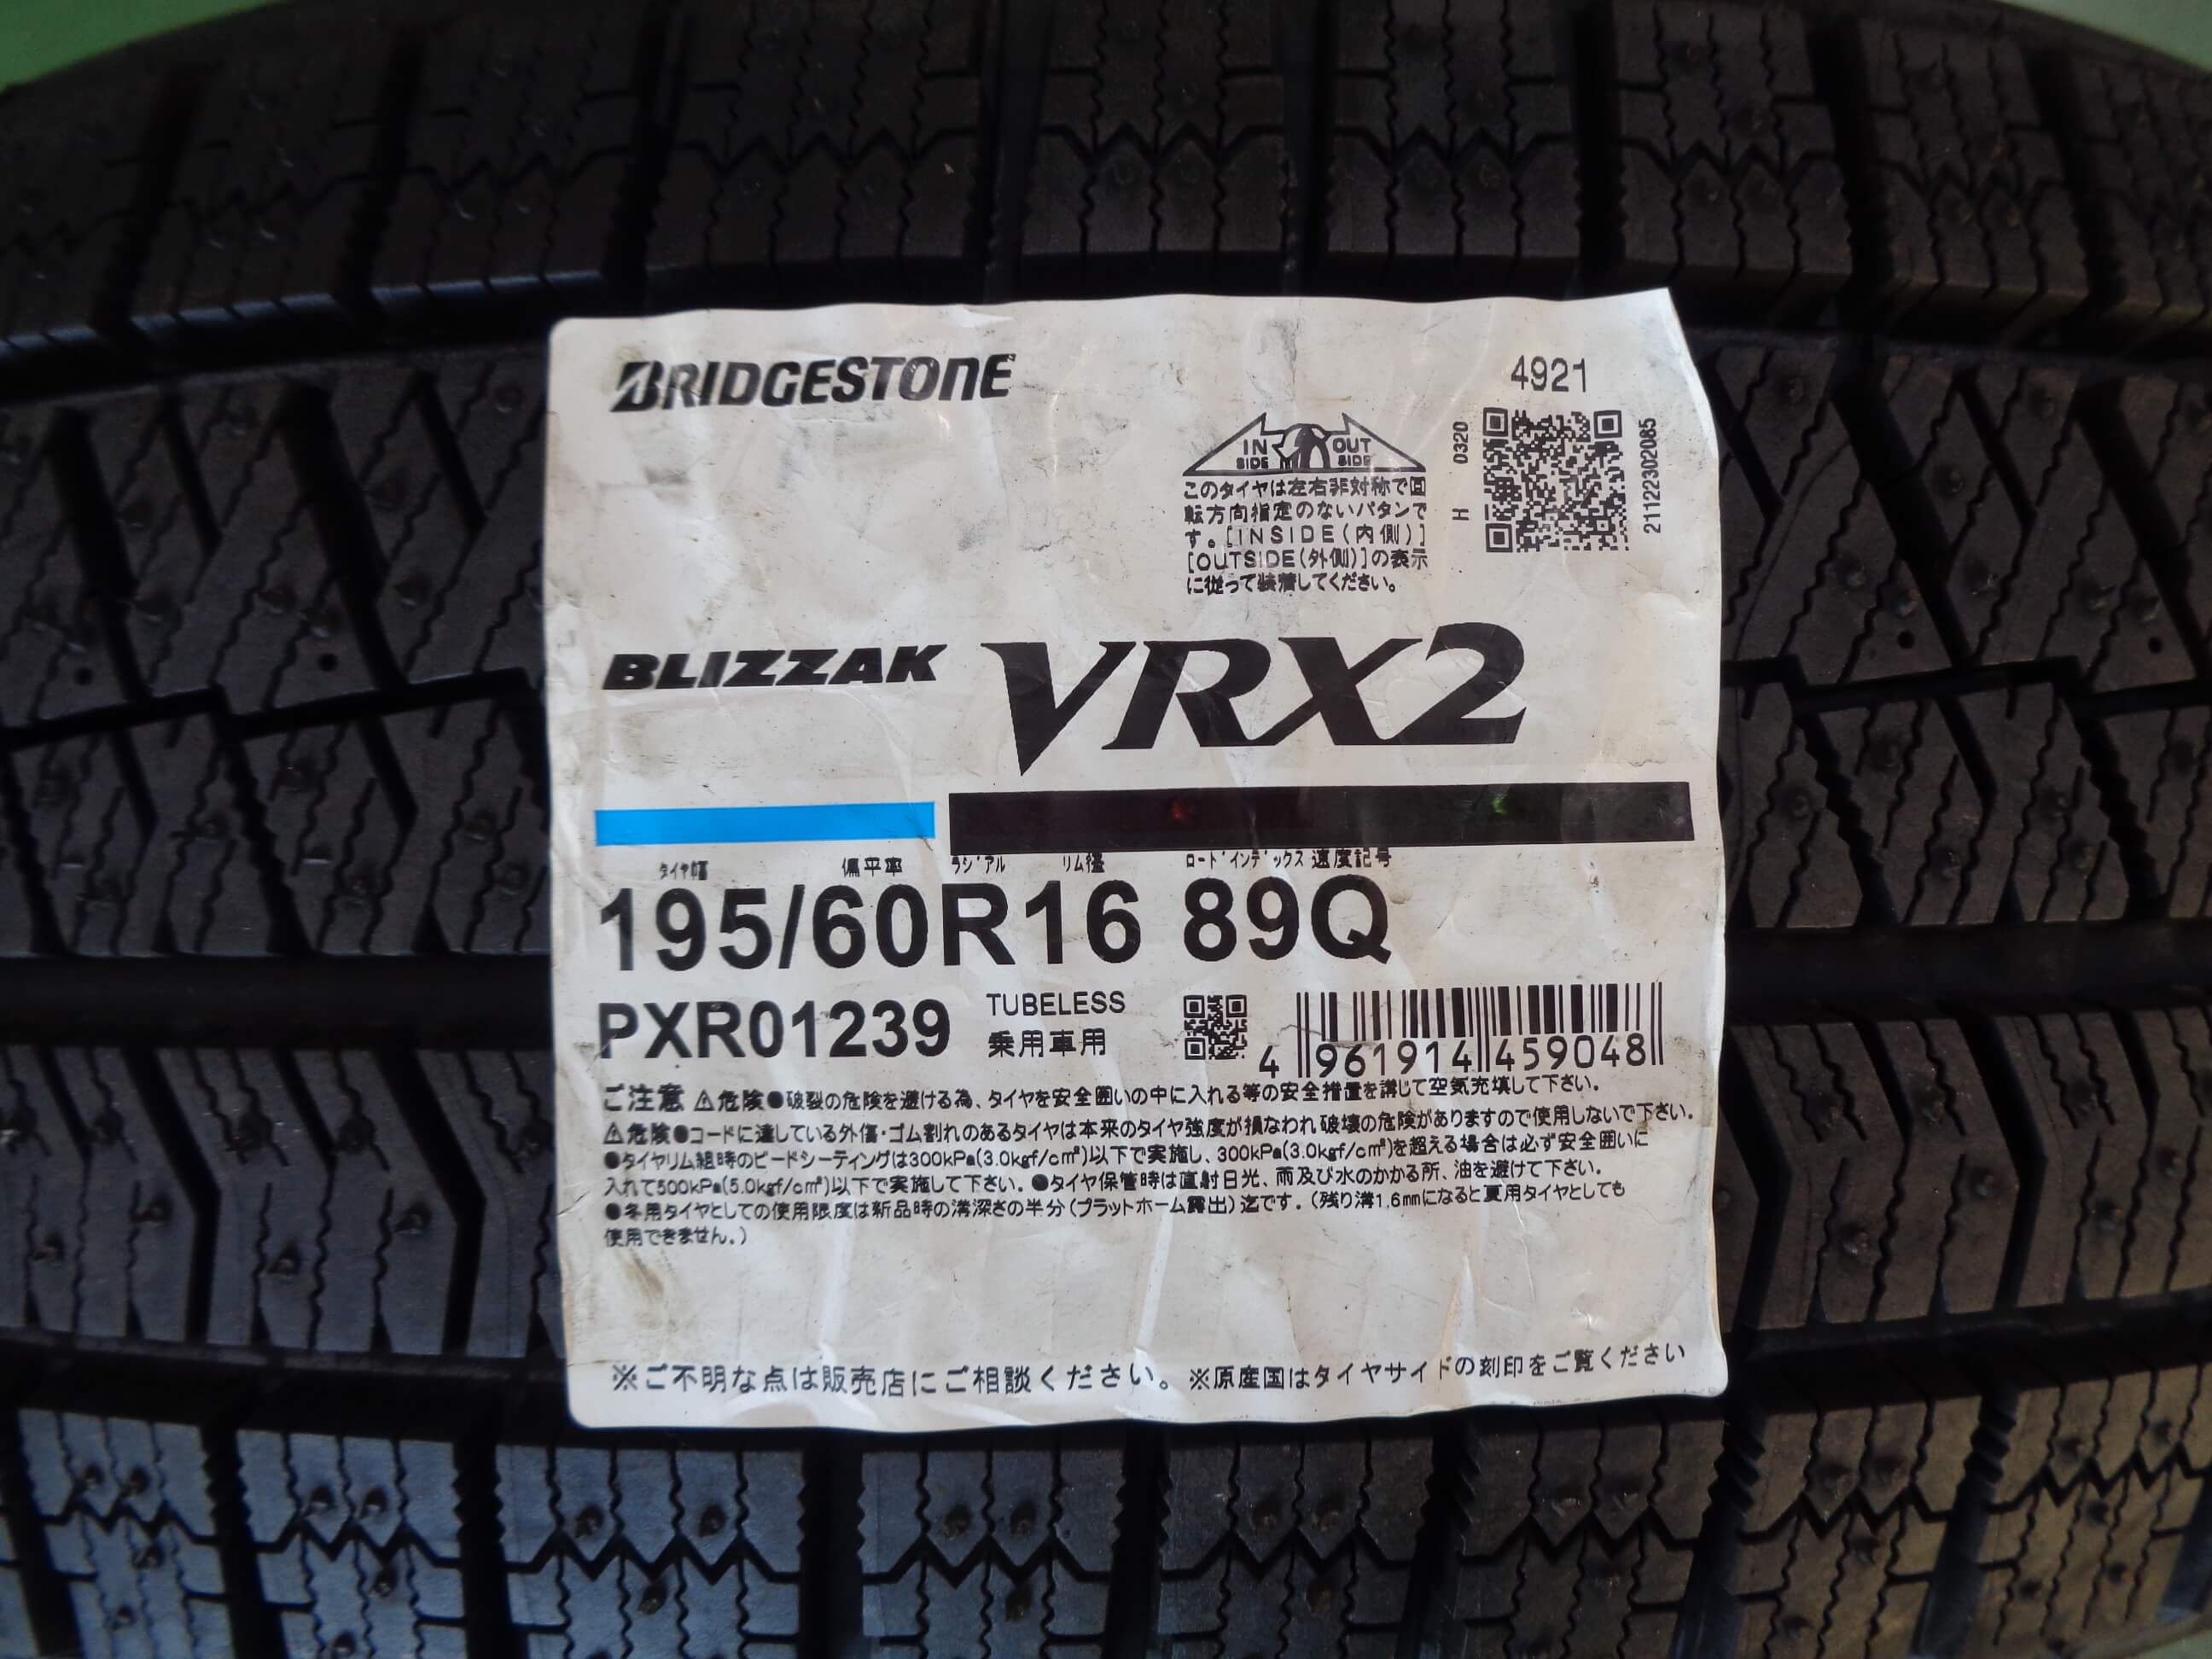 BRIDGESTONE
4921
IN SIDE
OUT SIDE
H 0320
21122302085
このタイヤは左右非対称で回
転方向指定のないパタンで
す。[INSIDE(内側)]
[OUTSIDE(外側)]の表示
に従って装着してください。
BLIZZAK VRX2
タイヤ幅 偏平率 ラジアル リム径 ロードインデックス 速度記号
195/60R16 89Q
PXR01239
TUBELESS
乗用車用
4 961914 459048
ご注意 ⚠危険●破裂の危険を避ける為、タイヤを安全囲いの中に入れる等の安全措置を講じて空気充填して下さい。
⚠危険●コードに達している外傷・ゴム割れのあるタイヤは本来のタイヤ強度が損なわれ破壊の危険がありますので使用しないで下さい。
●タイヤリム組時のビードシーティングは300kPa(3.0kgf/c㎡)以下で実施し、300kPa(3.0kgf/c㎡)を超える場合は必ず安全囲いに
入れて500kPa(5.0kgf/c㎡)以下で実施して下さい。●タイヤ保管時は直射日光、雨及び水のかかる所、油を避けて下さい。
●冬用タイヤとしての使用限度は新品時の溝深さの半分(プラットホーム露出)迄です。(残り溝1.6㎜になると夏用タイヤとしても
使用できません。)
※ご不明な点は販売店にご相談ください。※原産国はタイヤサイドの刻印をご覧ください